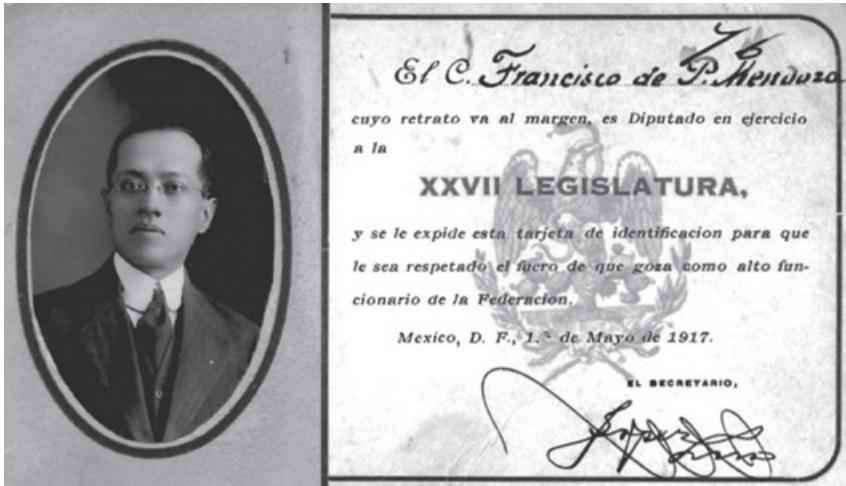 76
El C. Francisco de P. Mendoza
cuyo retrato va al margen, es Diputado en ejercicio
a la
XXVII LEGISLATURA,
y se le expide esta tarjeta de identificacion para que
le sea respetado el fuero de que goza como alto fun-
cionario de la Federacion.
Mexico, D. F., 1.º de Mayo de 1917.
EL SECRETARIO,